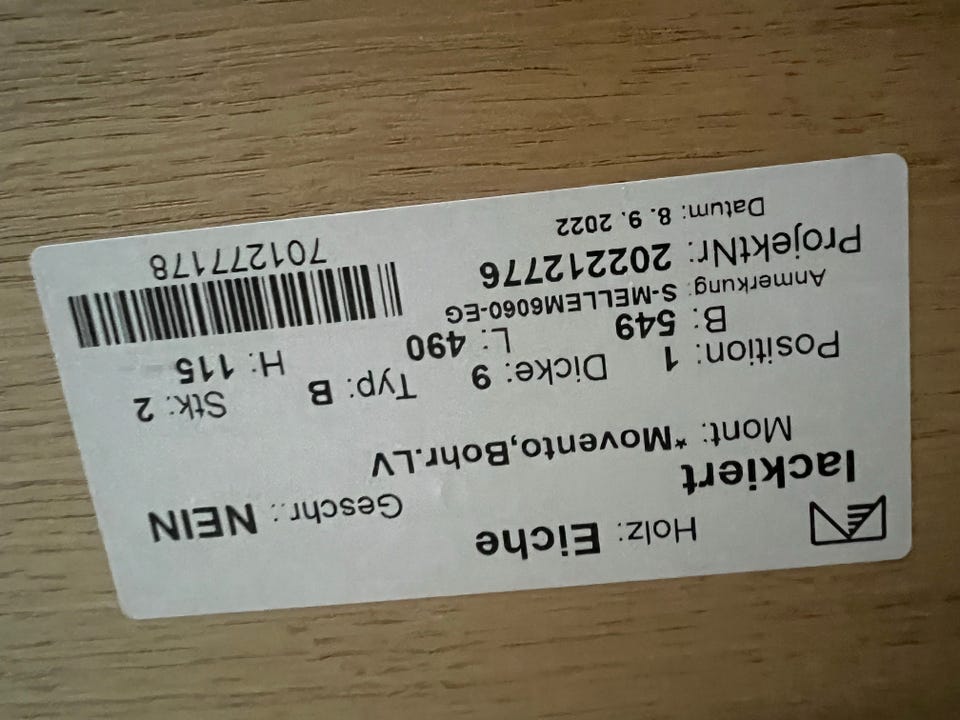 Holz: Eiche Geschr.: NEIN
lackiert
Mont: *Movento,Bohr.LV
Position: 1 Dicke: 9 Typ: B Stk: 2
B: 549 L: 490 H: 115
Anmerkung: S-MELLEM6060-EG
ProjektNr: 202212776
Datum: 8. 9. 2022
701277178